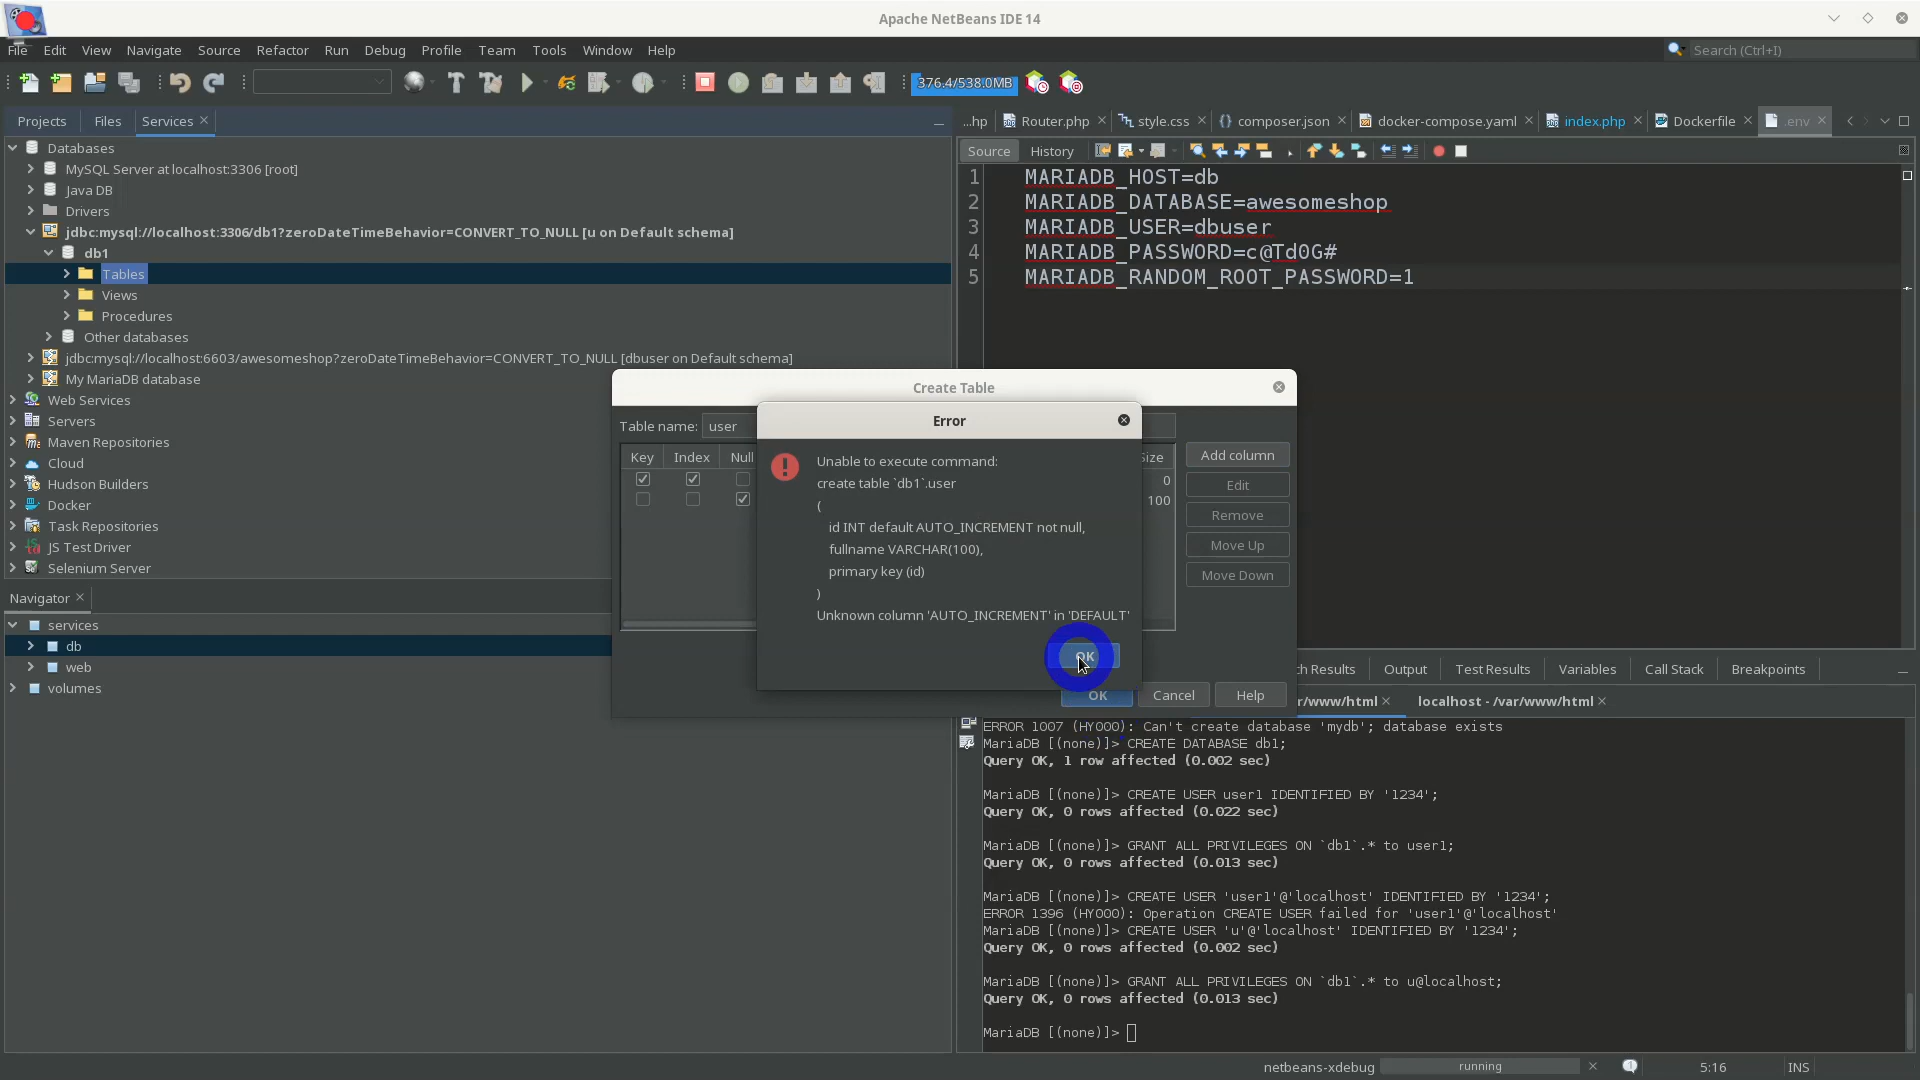 Apache NetBeans IDE 14
File Edit View Navigate Source Refactor Run Debug Profile Team Tools Window Help
Search (Ctrl+I)
376.4/538.0MB
Projects Files Services
Databases
MySQL Server at localhost:3306 [root]
Java DB
Drivers
jdbc:mysql://localhost:3306/db1?zeroDateTimeBehavior=CONVERT_TO_NULL [u on Default schema]
db1
Tables
Views
Procedures
Other databases
jdbc:mysql://localhost:6603/awesomeshop?zeroDateTimeBehavior=CONVERT_TO_NULL [dbuser on Default schema]
My MariaDB database
Web Services
Servers
Maven Repositories
Cloud
Hudson Builders
Docker
Task Repositories
JS Test Driver
Selenium Server
Navigator
services
db
web
volumes
...hp Router.php style.css composer.json docker-compose.yaml index.php Dockerfile .env
Source History
1 MARIADB_HOST=db
2 MARIADB_DATABASE=awesomeshop
3 MARIADB_USER=dbuser
4 MARIADB_PASSWORD=c@Td0G#
5 MARIADB_RANDOM_ROOT_PASSWORD=1
Create Table
Table name: user
Key Index Null Size
0
100
Add column
Edit
Remove
Move Up
Move Down
OK Cancel Help
Error
Unable to execute command:
create table `db1`.user
(
id INT default AUTO_INCREMENT not null,
fullname VARCHAR(100),
primary key (id)
)
Unknown column 'AUTO_INCREMENT' in 'DEFAULT'
OK
ch Results Output Test Results Variables Call Stack Breakpoints
r/www/html localhost - /var/www/html
ERROR 1007 (HY000): Can't create database 'mydb'; database exists
MariaDB [(none)]> CREATE DATABASE db1;
Query OK, 1 row affected (0.002 sec)
MariaDB [(none)]> CREATE USER user1 IDENTIFIED BY '1234';
Query OK, 0 rows affected (0.022 sec)
MariaDB [(none)]> GRANT ALL PRIVILEGES ON `db1`.* to user1;
Query OK, 0 rows affected (0.013 sec)
MariaDB [(none)]> CREATE USER 'user1'@'localhost' IDENTIFIED BY '1234';
ERROR 1396 (HY000): Operation CREATE USER failed for 'user1'@'localhost'
MariaDB [(none)]> CREATE USER 'u'@'localhost' IDENTIFIED BY '1234';
Query OK, 0 rows affected (0.002 sec)
MariaDB [(none)]> GRANT ALL PRIVILEGES ON `db1`.* to u@localhost;
Query OK, 0 rows affected (0.013 sec)
MariaDB [(none)]>
netbeans-xdebug running 5:16 INS